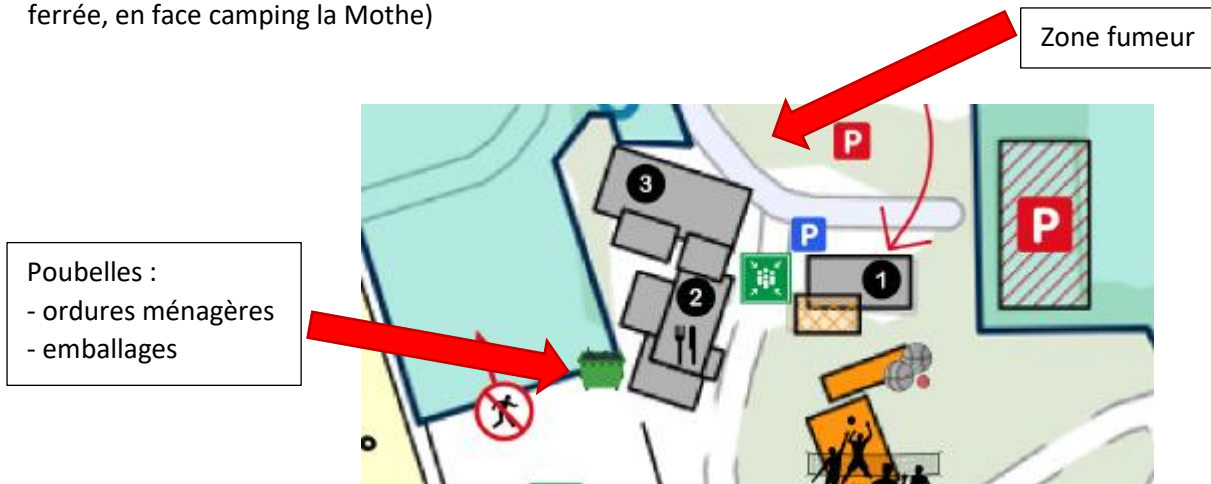 ferrée, en face camping la Mothe)
Zone fumeur
P
3
P
P
1
2
Poubelles :
- ordures ménagères
- emballages